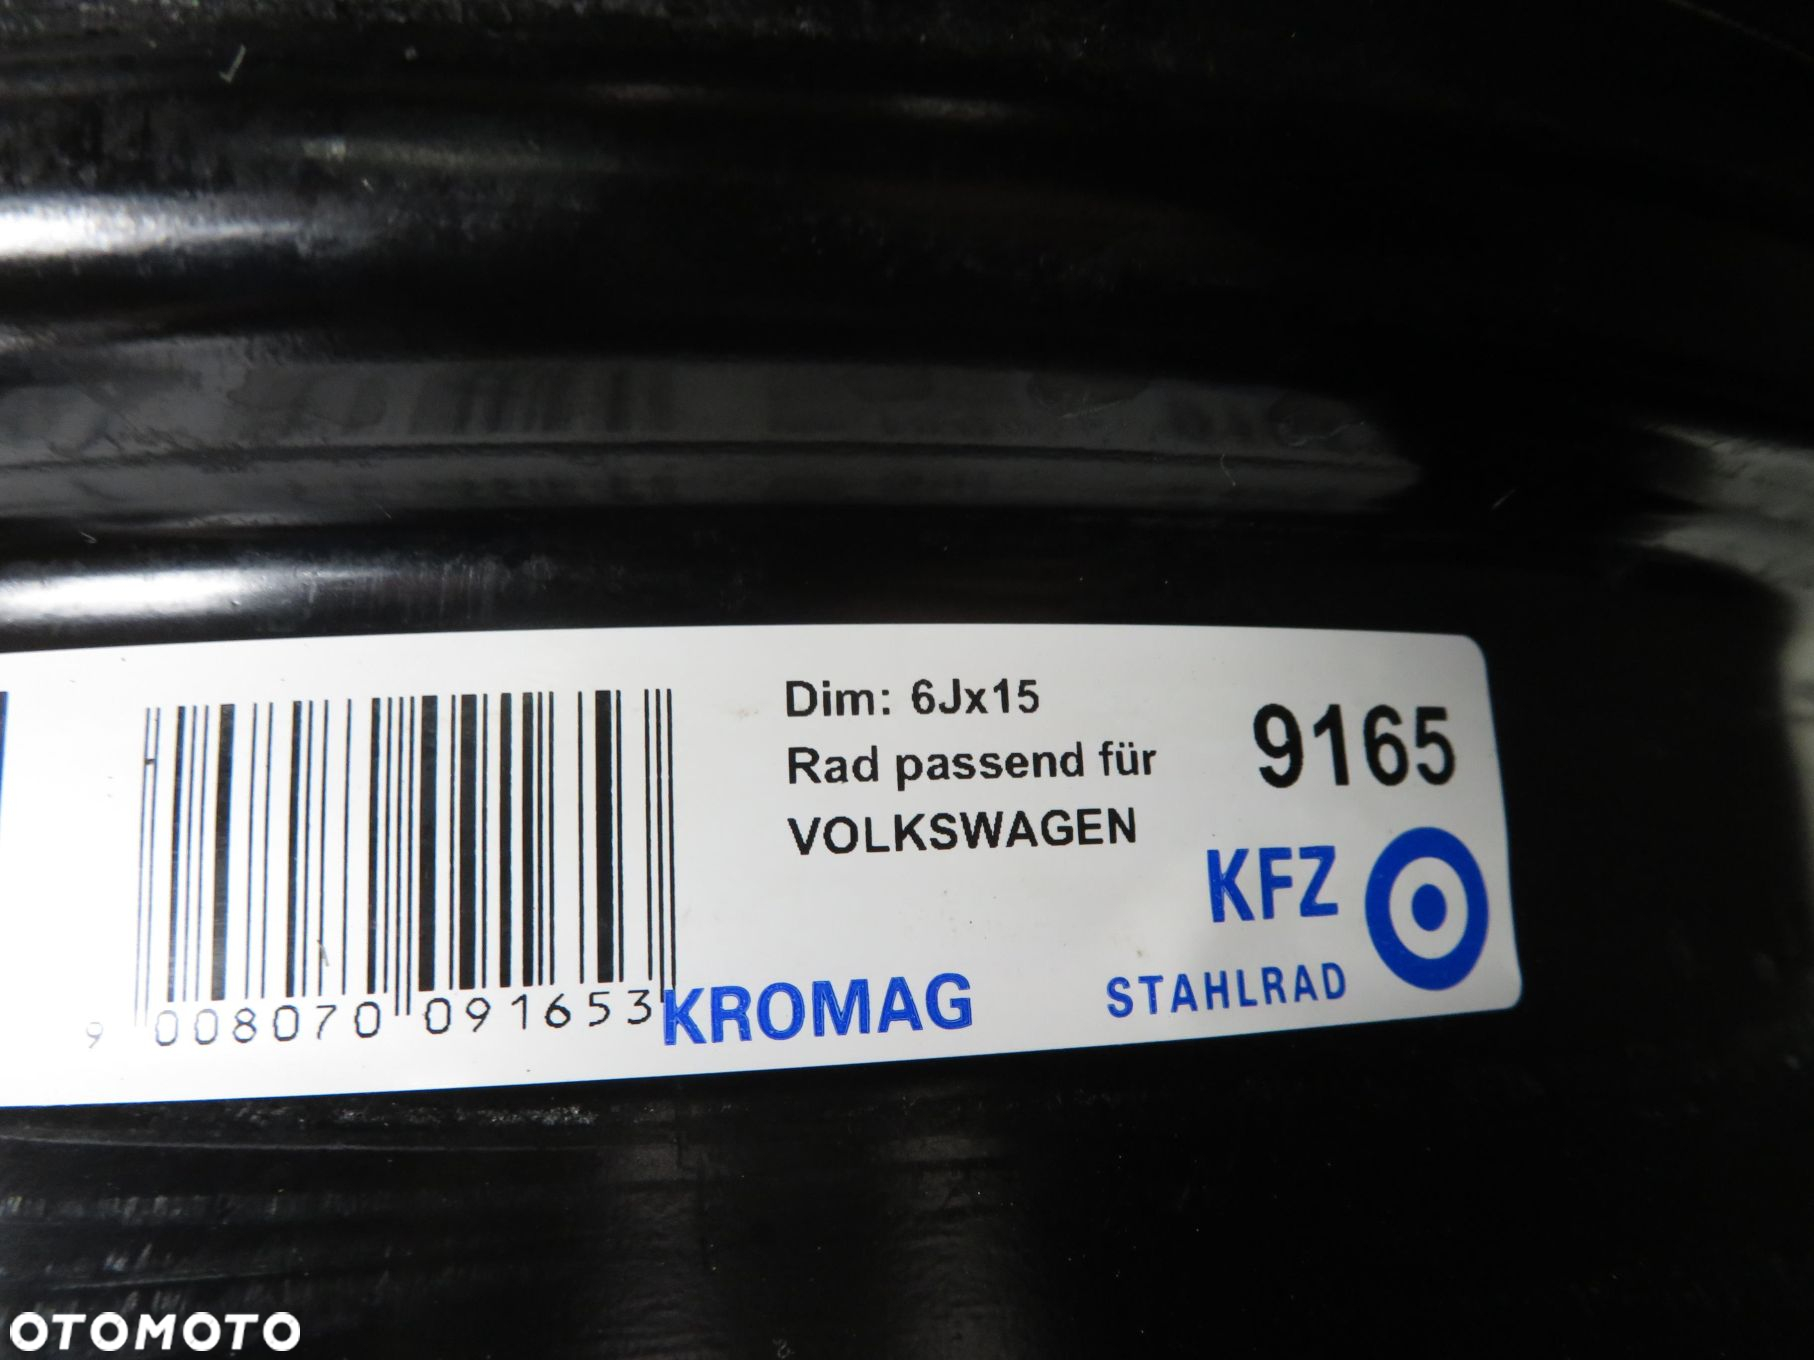 Dim: 6Jx15
Rad passend für
VOLKSWAGEN
9165
KFZ
STAHLRAD
9 008070 091653
KROMAG
OTOMOTO